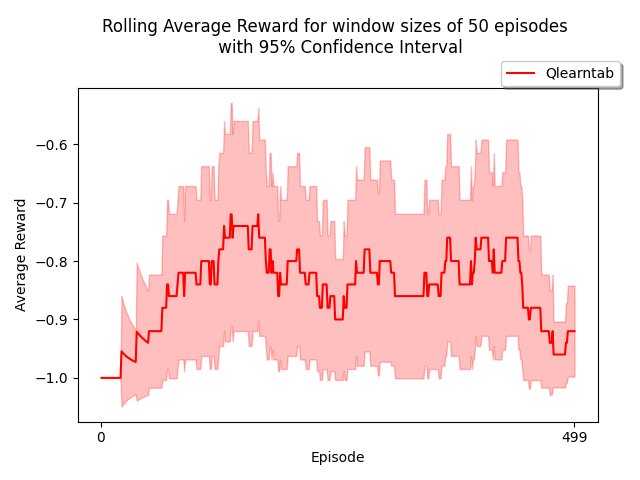 Rolling Average Reward for window sizes of 50 episodes
with 95% Confidence Interval
Qlearntab
−0.6
−0.7
−0.8
−0.9
−1.0
Average Reward
0
499
Episode